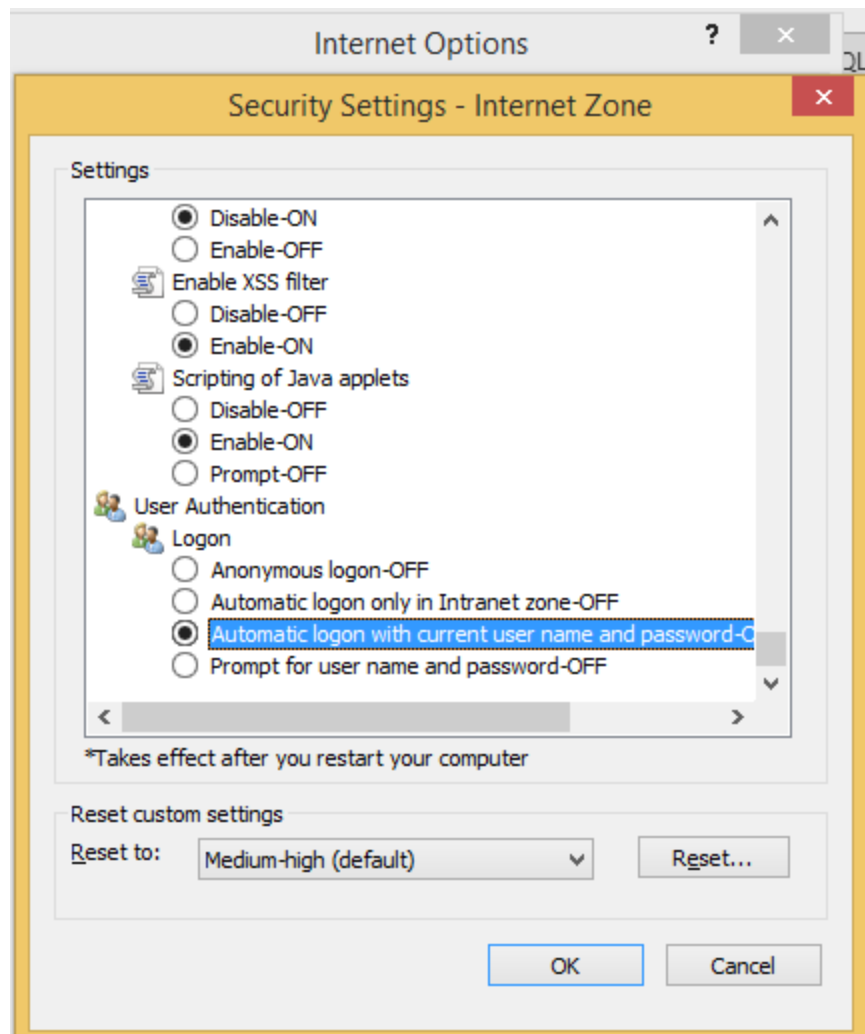 Internet Options
?
QL
Security Settings - Internet Zone
Settings
Disable-ON
Enable-OFF
Enable XSS filter
Disable-OFF
Enable-ON
Scripting of Java applets
Disable-OFF
Enable-ON
Prompt-OFF
User Authentication
Logon
Anonymous logon-OFF
Automatic logon only in Intranet zone-OFF
Automatic logon with current user name and password-O
Prompt for user name and password-OFF
*Takes effect after you restart your computer
Reset custom settings
Reset to:
Medium-high (default)
Reset...
OK
Cancel